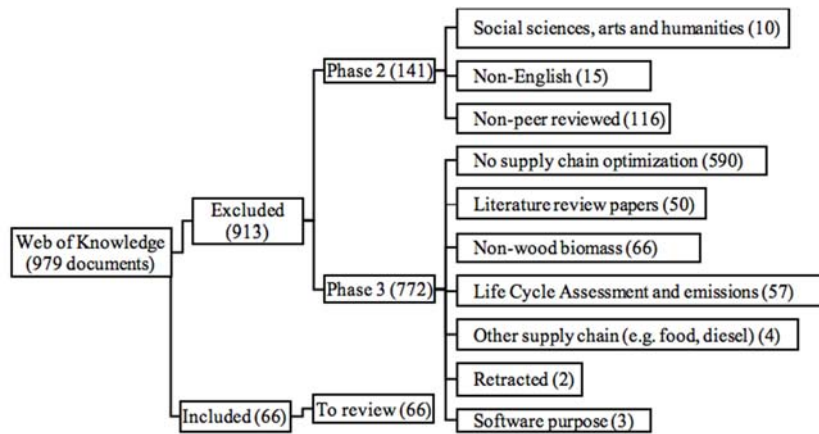 Social sciences, arts and humanities (10)
Phase 2 (141)
Non-English (15)
Non-peer reviewed (116)
No supply chain optimization (590)
Excluded
(913)
Literature review papers (50)
Web of Knowledge
(979 documents)
Non-wood biomass (66)
Phase 3 (772)
Life Cycle Assessment and emissions (57)
Other supply chain (e.g. food, diesel) (4)
Retracted (2)
Included (66)
To review (66)
Software purpose (3)